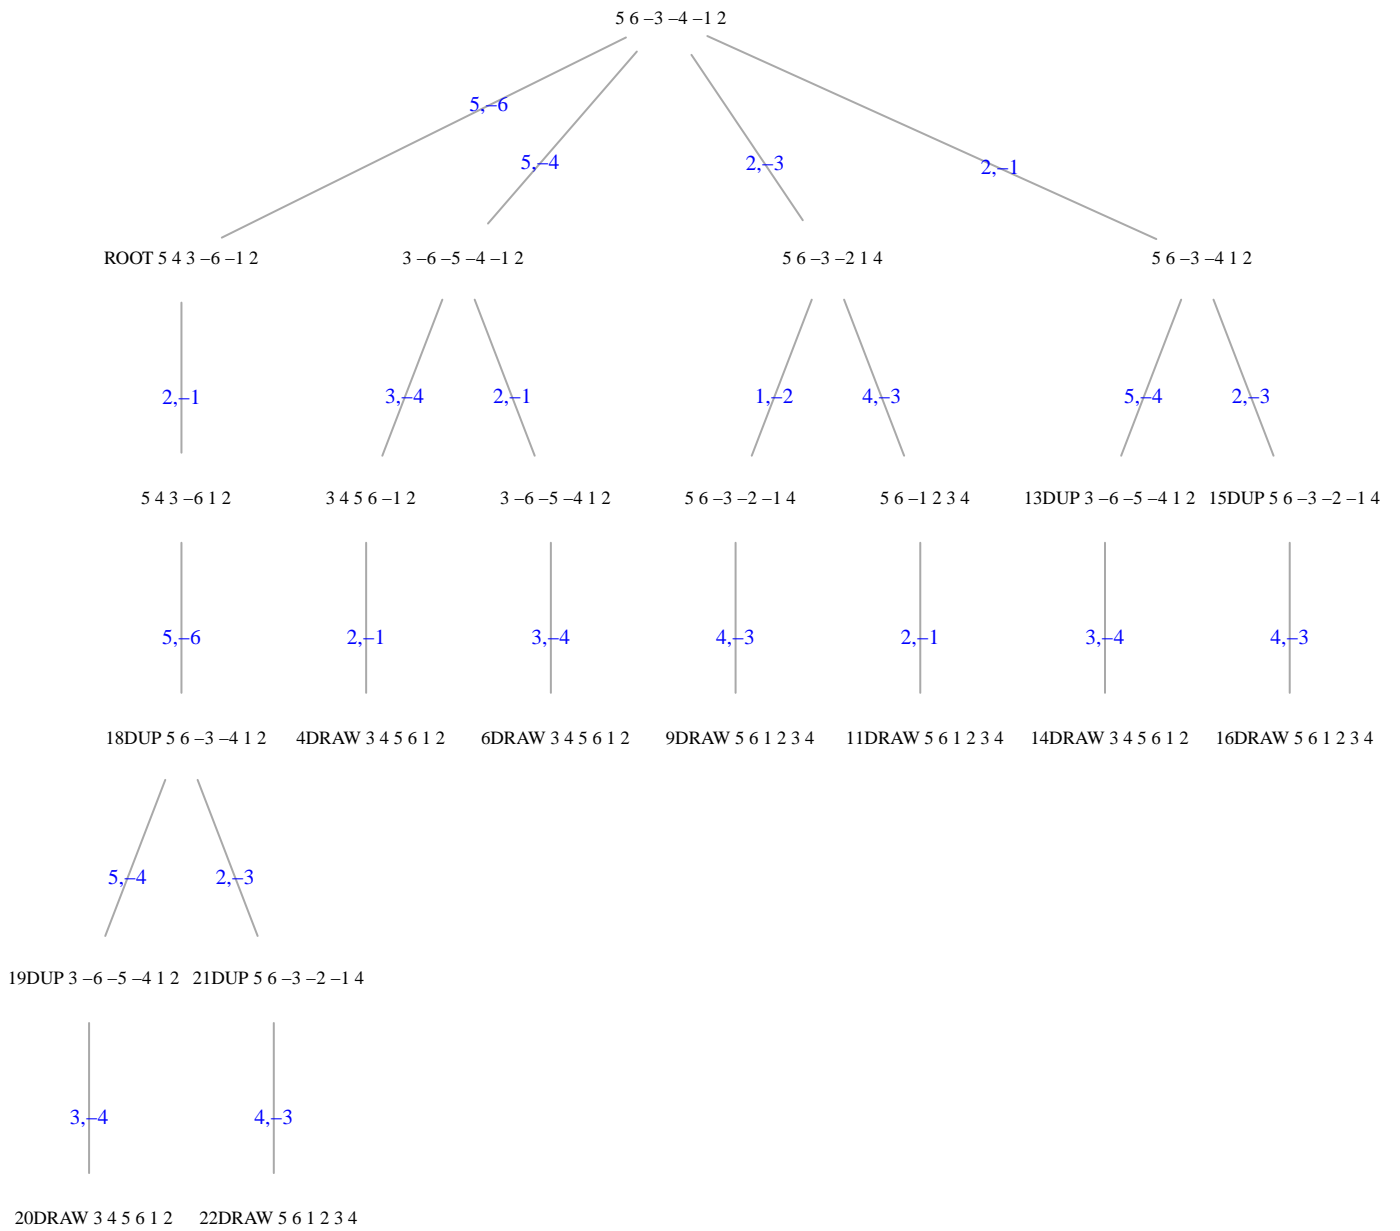 5 6 –3 –4 –1 2
5,–6
5,–4
2,–3
2,–1
ROOT 5 4 3 –6 –1 2
3 –6 –5 –4 –1 2
5 6 –3 –2 1 4
5 6 –3 –4 1 2
2,–1
3,–4
2,–1
1,–2
4,–3
5,–4
2,–3
5 4 3 –6 1 2
3 4 5 6 –1 2
3 –6 –5 –4 1 2
5 6 –3 –2 –1 4
5 6 –1 2 3 4
13DUP 3 –6 –5 –4 1 2
15DUP 5 6 –3 –2 –1 4
5,–6
2,–1
3,–4
4,–3
2,–1
3,–4
4,–3
18DUP 5 6 –3 –4 1 2
4DRAW 3 4 5 6 1 2
6DRAW 3 4 5 6 1 2
9DRAW 5 6 1 2 3 4
11DRAW 5 6 1 2 3 4
14DRAW 3 4 5 6 1 2
16DRAW 5 6 1 2 3 4
5,–4
2,–3
19DUP 3 –6 –5 –4 1 2
21DUP 5 6 –3 –2 –1 4
3,–4
4,–3
20DRAW 3 4 5 6 1 2
22DRAW 5 6 1 2 3 4